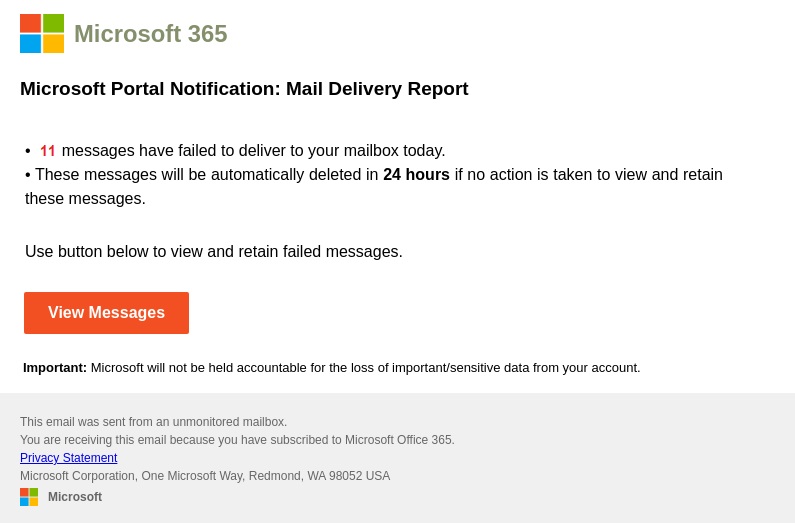 Microsoft 365
Microsoft Portal Notification: Mail Delivery Report
• 11 messages have failed to deliver to your mailbox today.
• These messages will be automatically deleted in 24 hours if no action is taken to view and retain
these messages.
Use button below to view and retain failed messages.
View Messages
Important: Microsoft will not be held accountable for the loss of important/sensitive data from your account.
This email was sent from an unmonitored mailbox.
You are receiving this email because you have subscribed to Microsoft Office 365.
Privacy Statement
Microsoft Corporation, One Microsoft Way, Redmond, WA 98052 USA
Microsoft